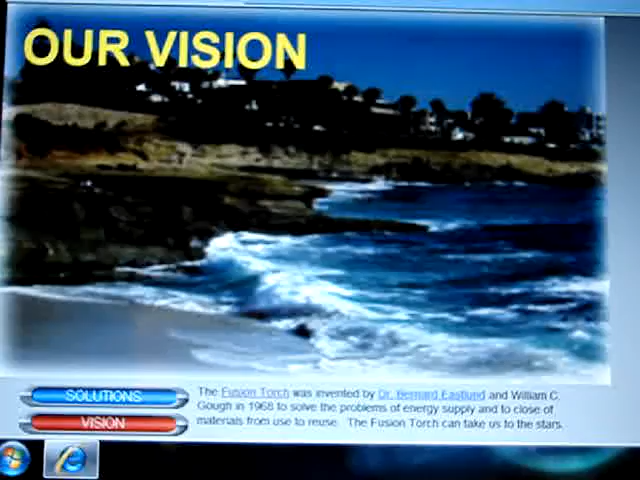 OUR VISION
SOLUTIONS
VISION
The Fusion Torch was invented by Dr. Bernard Eastlund and William C.
Gough in 1968 to solve the problems of energy supply and to close of
materials from use to reuse. The Fusion Torch can take us to the stars.